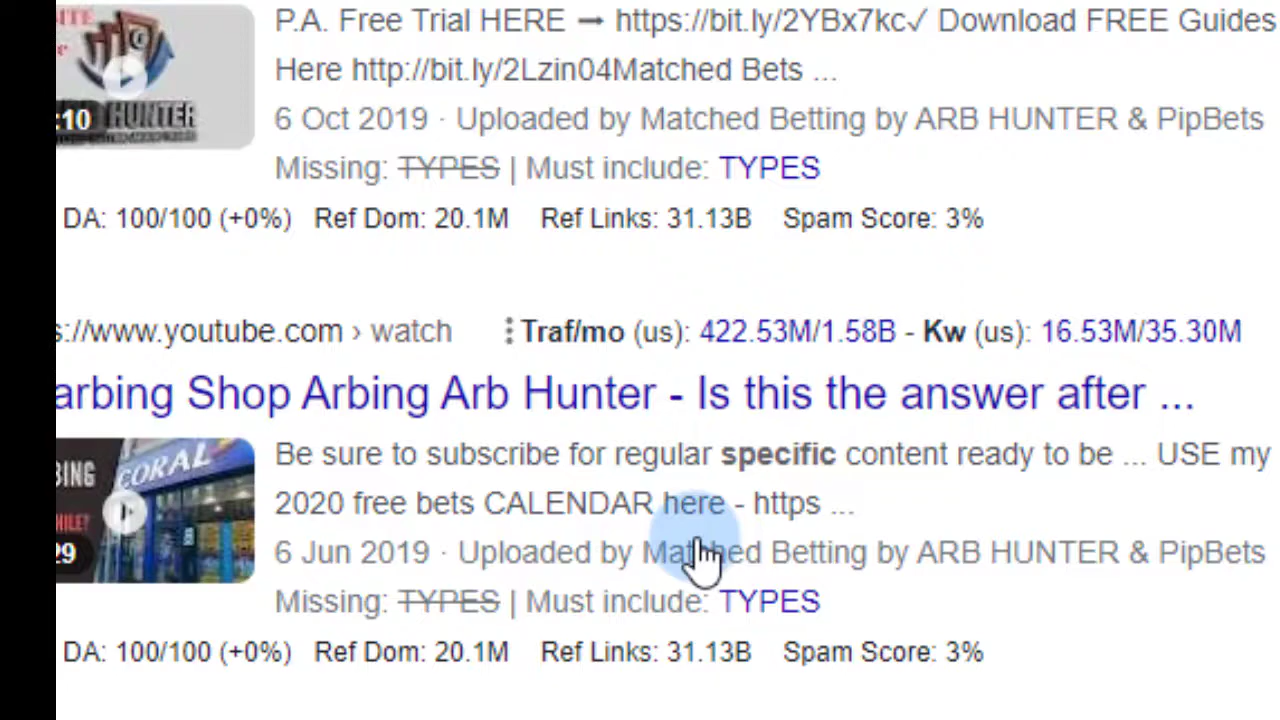 SITE
P.A. Free Trial HERE ➞ https://bit.ly/2YBx7kc✓ Download FREE Guides
Here http://bit.ly/2Lzin04Matched Bets ...
:10
HUNTER
6 Oct 2019 · Uploaded by Matched Betting by ARB HUNTER & PipBets
Missing: TYPES | Must include: TYPES
DA: 100/100 (+0%) Ref Dom: 20.1M Ref Links: 31.13B Spam Score: 3%
s://www.youtube.com › watch
Traf/mo (us): 422.53M/1.58B - Kw (us): 16.53M/35.30M
arbing Shop Arbing Arb Hunter - Is this the answer after ...
BING
CORAL
29
Be sure to subscribe for regular specific content ready to be ... USE my
2020 free bets CALENDAR here - https ...
6 Jun 2019 · Uploaded by Matched Betting by ARB HUNTER & PipBets
Missing: TYPES | Must include: TYPES
DA: 100/100 (+0%) Ref Dom: 20.1M Ref Links: 31.13B Spam Score: 3%